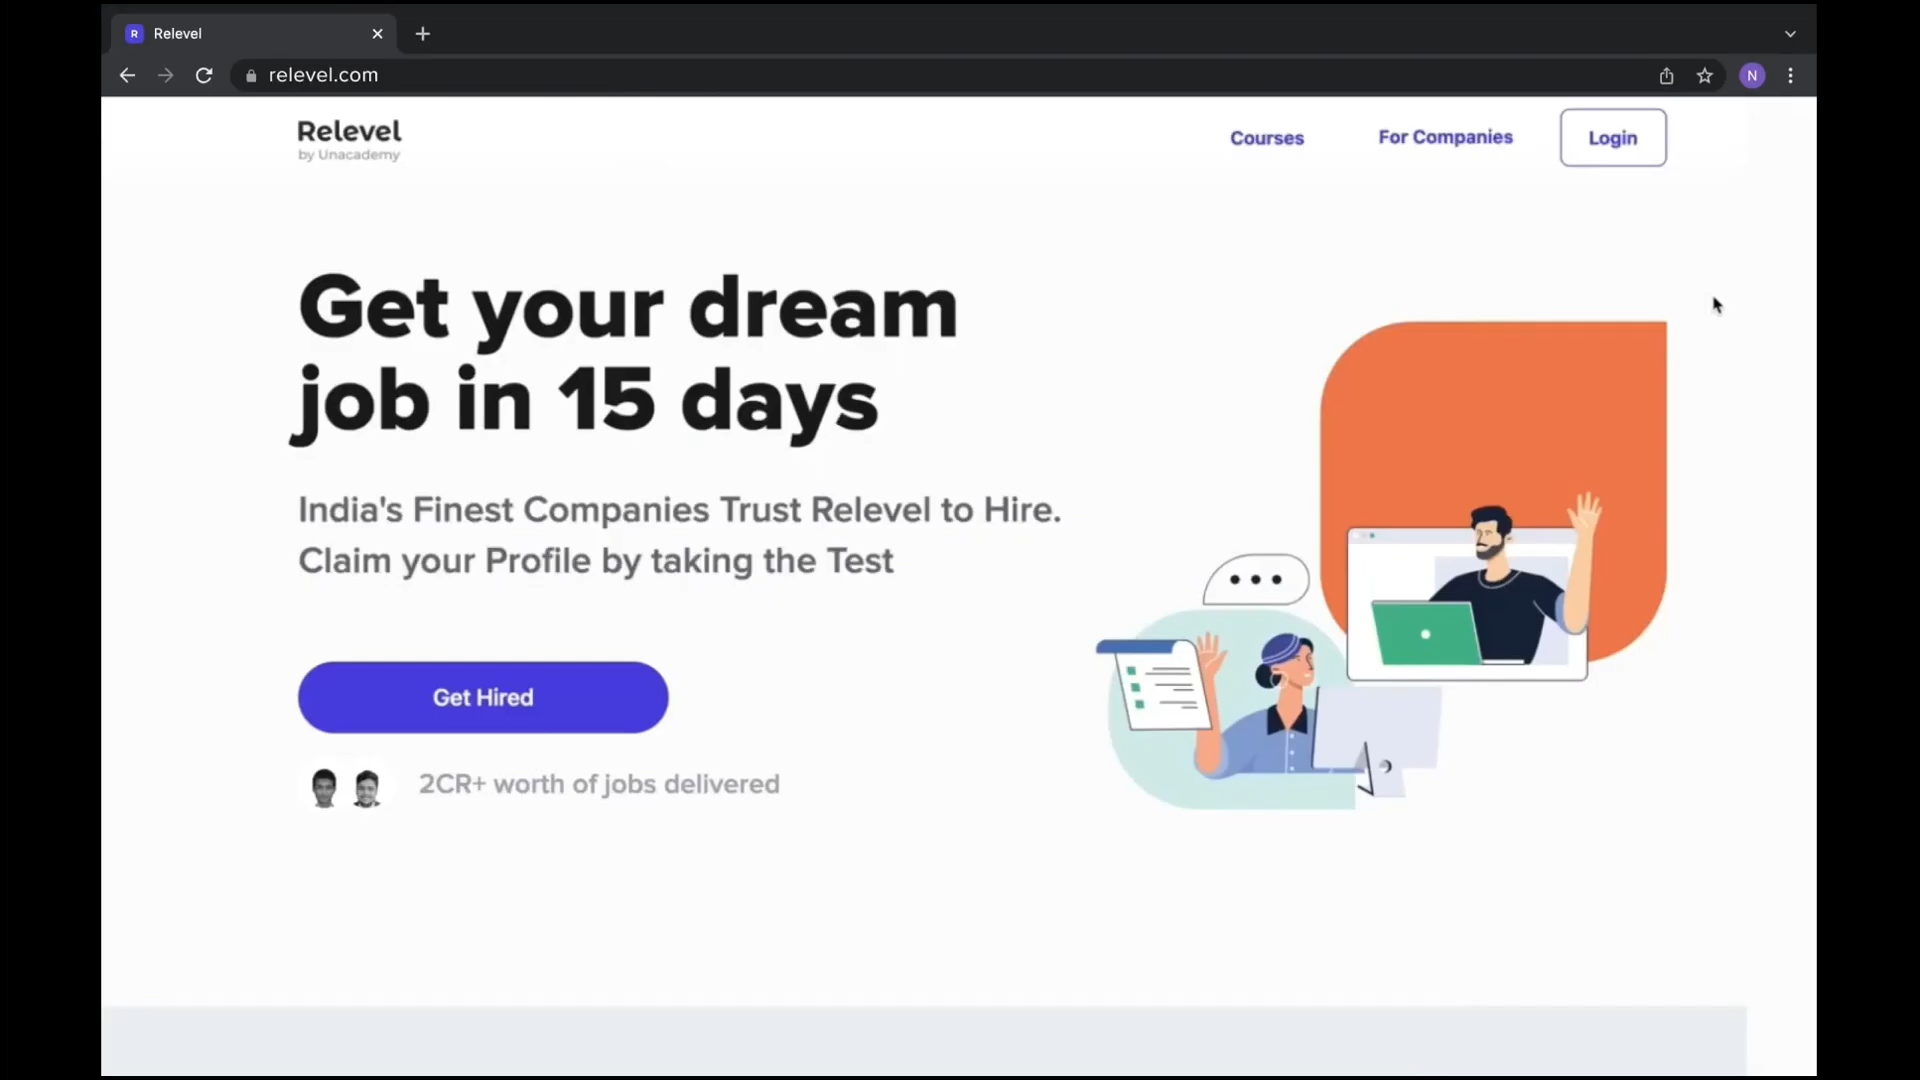 R Relevel
relevel.com
N
Relevel
by Unacademy
Courses
For Companies
Login
Get your dream
job in 15 days
India's Finest Companies Trust Relevel to Hire.
Claim your Profile by taking the Test
Get Hired
2CR+ worth of jobs delivered